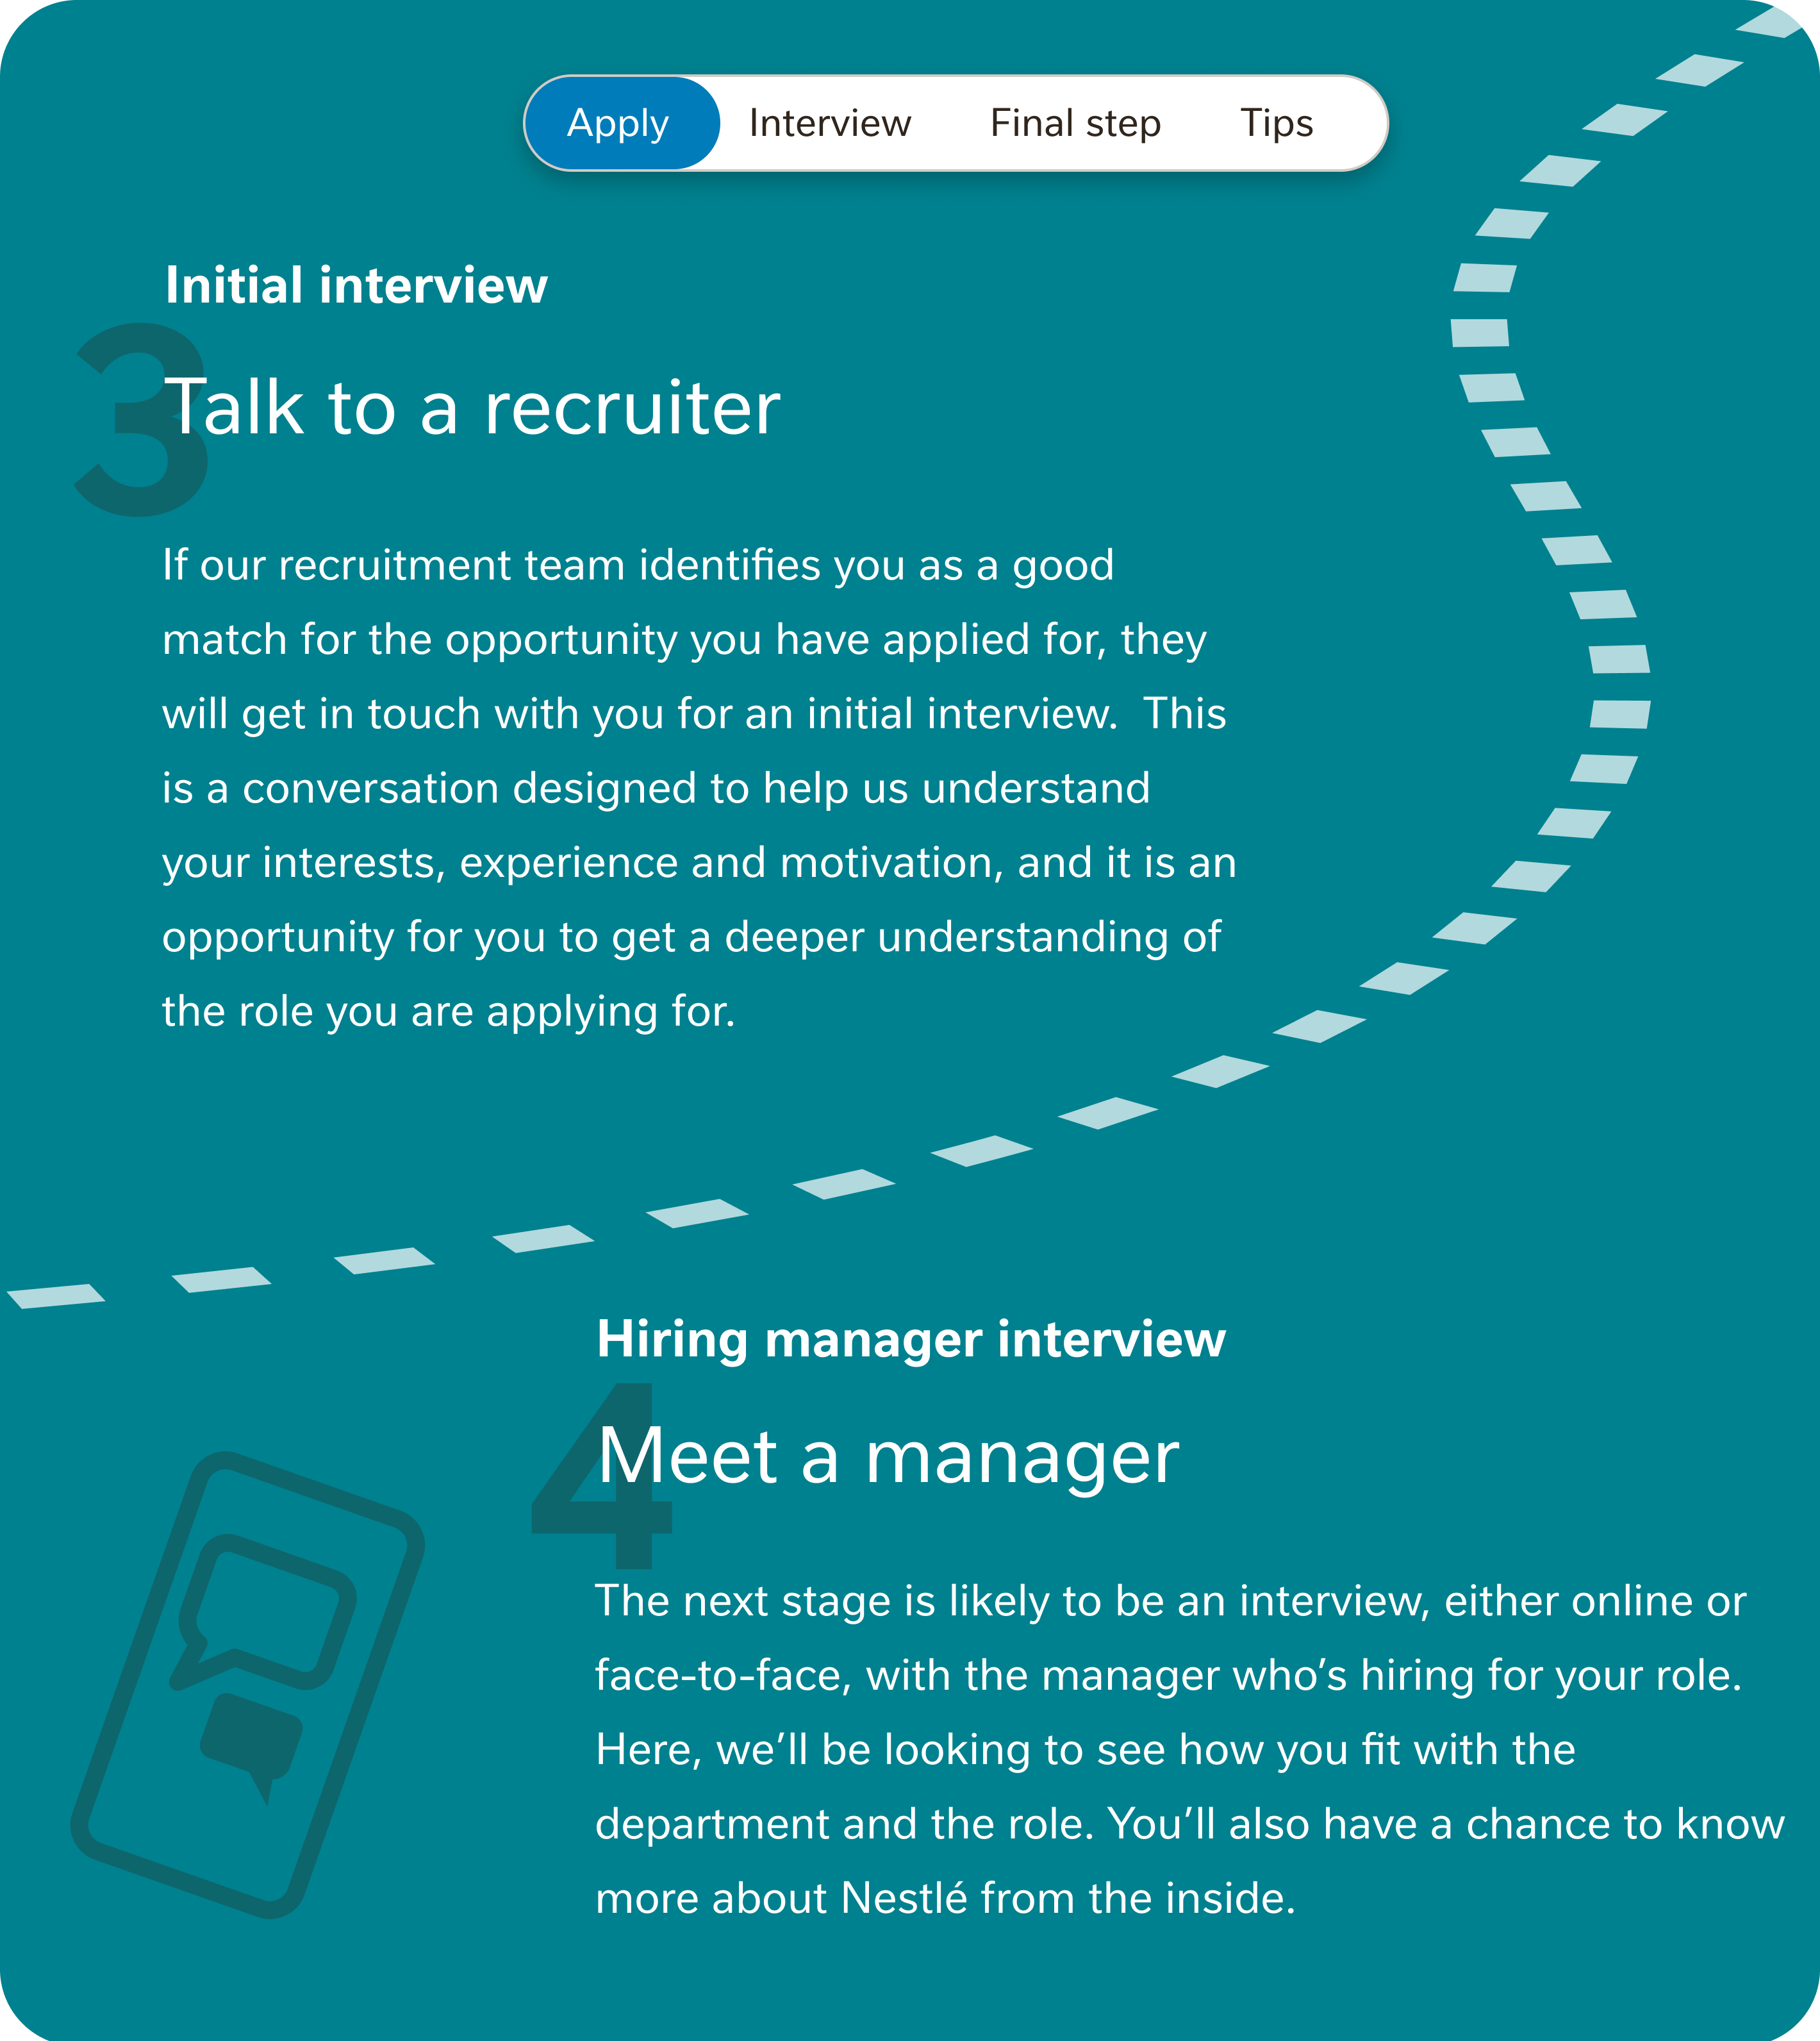 Apply Interview Final step Tips
Initial interview
3
Talk to a recruiter
If our recruitment team identifies you as a good
match for the opportunity you have applied for, they
will get in touch with you for an initial interview.  This
is a conversation designed to help us understand
your interests, experience and motivation, and it is an
opportunity for you to get a deeper understanding of
the role you are applying for.
Hiring manager interview
4
Meet a manager
The next stage is likely to be an interview, either online or
face-to-face, with the manager who’s hiring for your role.
Here, we’ll be looking to see how you fit with the
department and the role. You’ll also have a chance to know
more about Nestlé from the inside.